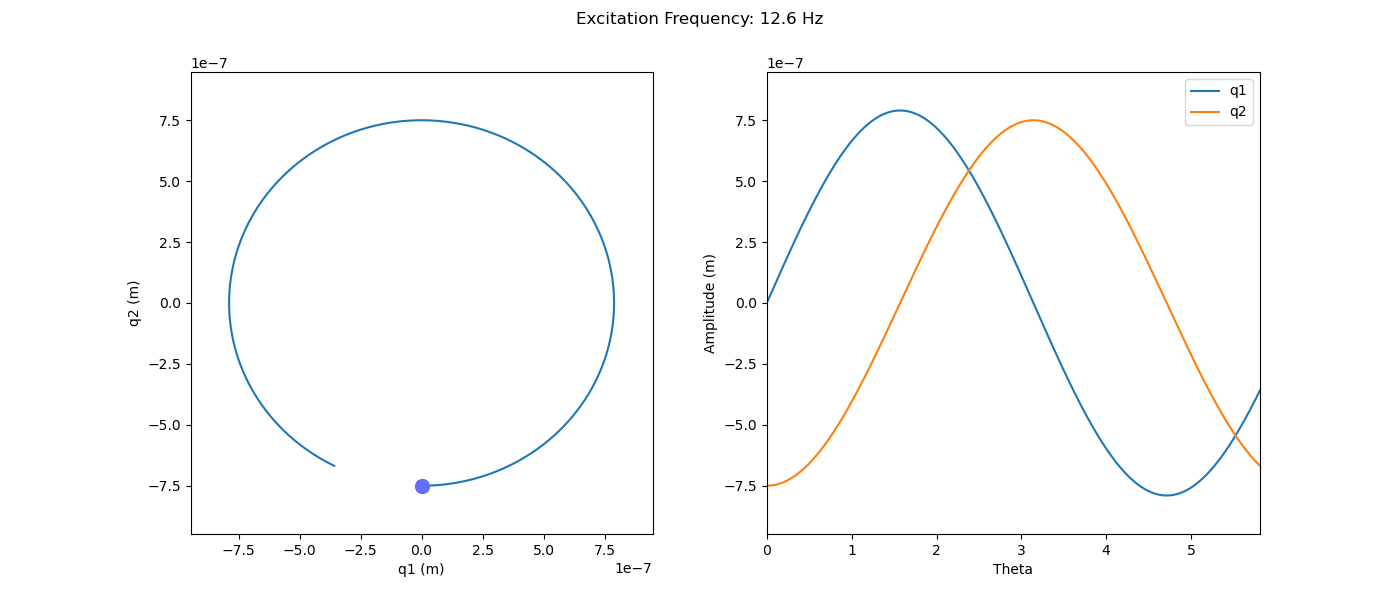 Excitation Frequency: 12.6 Hz
1e−7
7.5
5.0
2.5
0.0
−2.5
−5.0
−7.5
q2 (m)
−7.5 −5.0 −2.5 0.0 2.5 5.0 7.5
q1 (m)
1e−7
1e−7
q1
q2
7.5
5.0
2.5
0.0
−2.5
−5.0
−7.5
Amplitude (m)
0 1 2 3 4 5
Theta